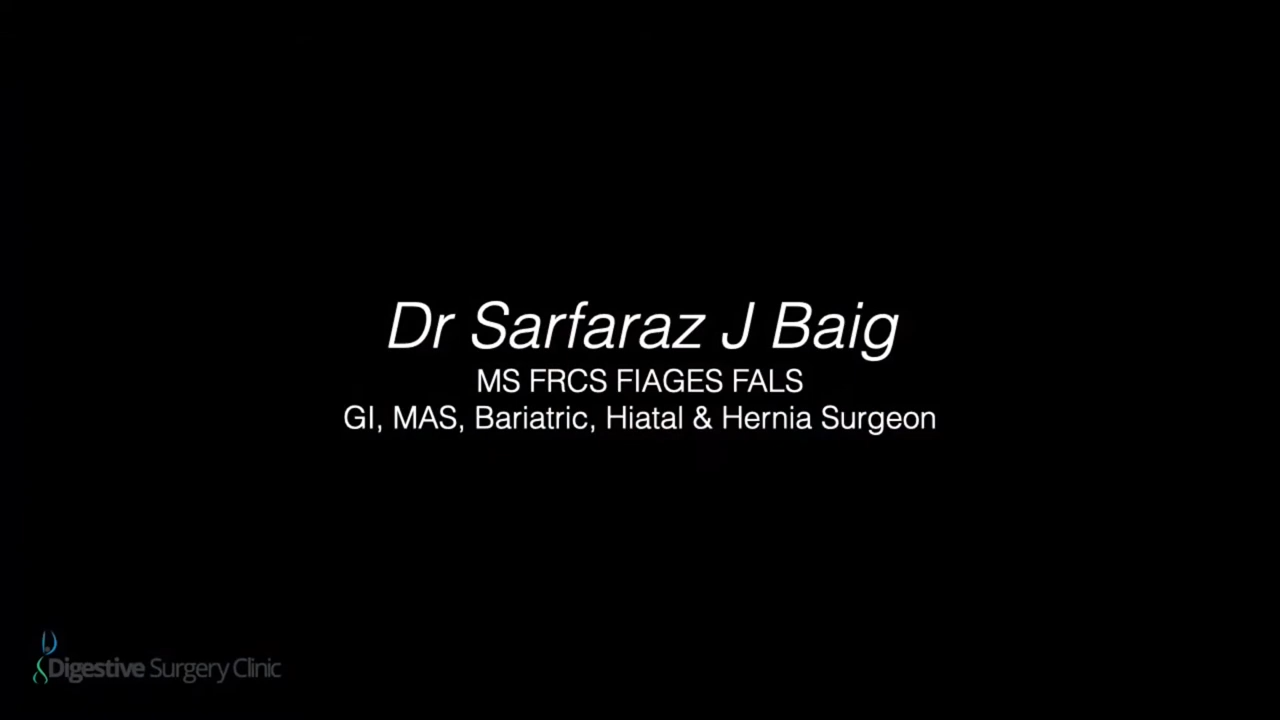 Dr Sarfaraz J Baig
MS FRCS FIAGES FALS
GI, MAS, Bariatric, Hiatal & Hernia Surgeon
Digestive Surgery Clinic